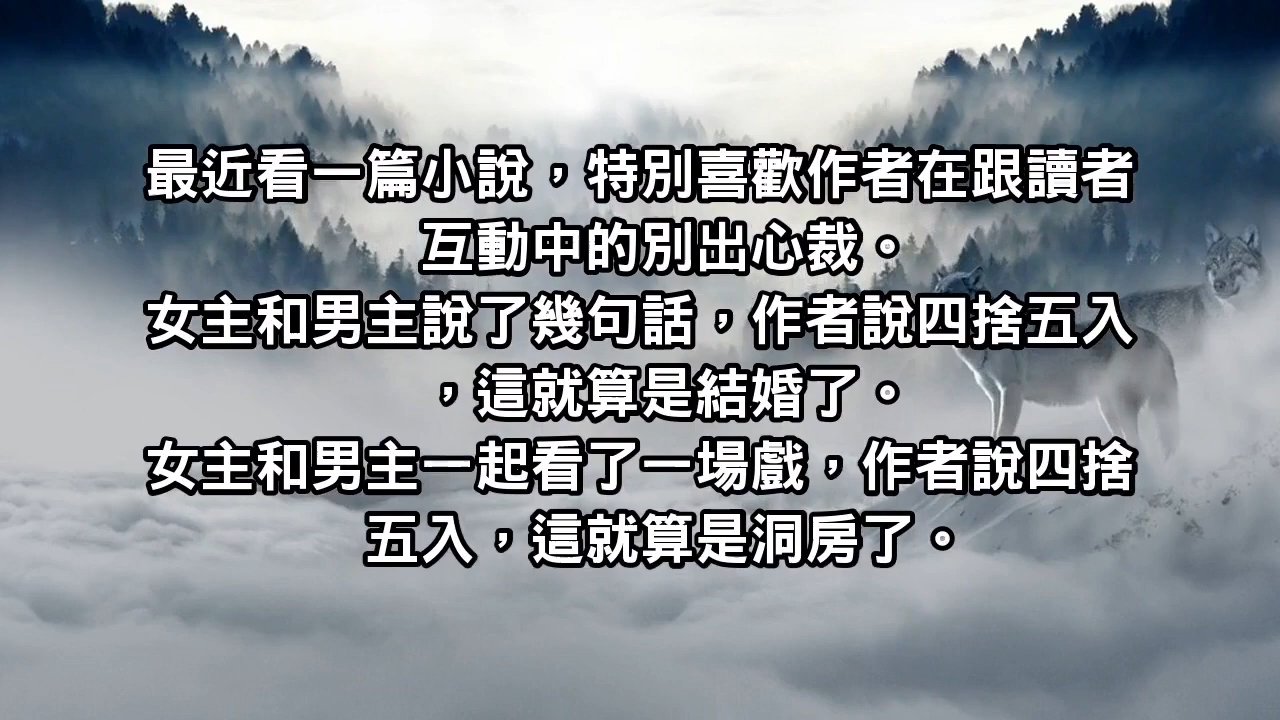 最近看一篇小說，特別喜歡作者在跟讀者
互動中的別出心裁。
女主和男主說了幾句話，作者說四捨五入
，這就算是結婚了。
女主和男主一起看了一場戲，作者說四捨
五入，這就算是洞房了。